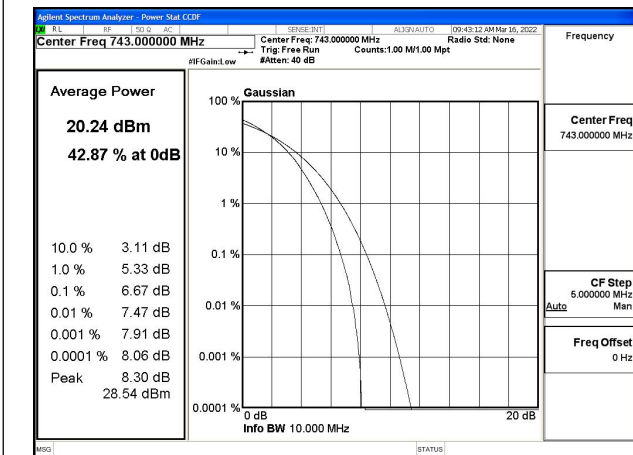 Agilent Spectrum Analyzer - Power Stat CCDF
RL RF 50 Ω AC SENSE:INT ALIGN AUTO 09:43:12 AM Mar 16, 2022
Center Freq 743.000000 MHz
Center Freq: 743.000000 MHz Radio Std: None
Trig: Free Run Counts:1.00 M/1.00 Mpt
#IFGain:Low #Atten: 40 dB
Frequency
Average Power
20.24 dBm
42.87 % at 0dB
10.0 % 3.11 dB
1.0 % 5.33 dB
0.1 % 6.67 dB
0.01 % 7.47 dB
0.001 % 7.91 dB
0.0001 % 8.06 dB
Peak 8.30 dB
28.54 dBm
Gaussian
100 %
10 %
1 %
0.1 %
0.01 %
0.001 %
0.0001 %
0 dB 20 dB
Info BW 10.000 MHz
Center Freq
743.000000 MHz
CF Step
5.000000 MHz
Auto Man
Freq Offset
0 Hz
MSG STATUS